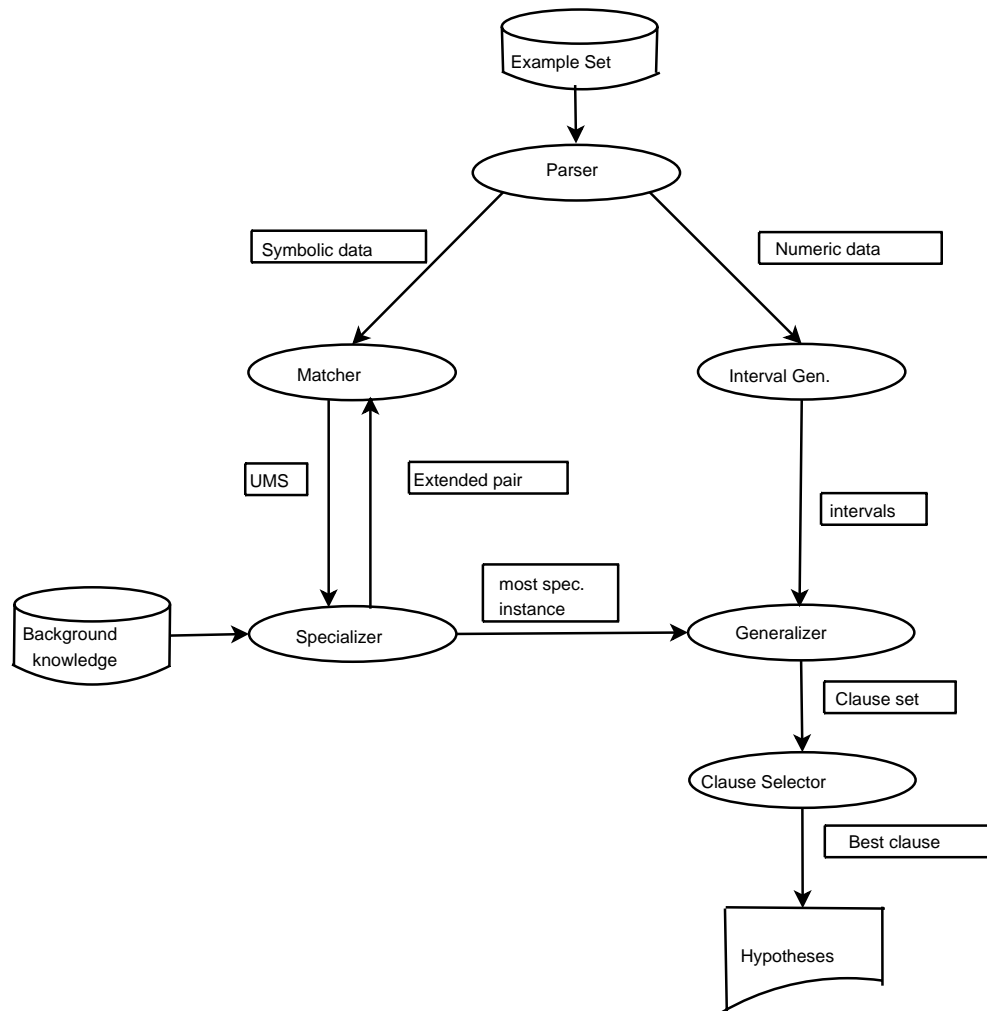 Example Set
Parser
Symbolic data
Numeric data
Matcher
Interval Gen.
UMS
Extended pair
intervals
most spec.
instance
Background
knowledge
Specializer
Generalizer
Clause set
Clause Selector
Best clause
Hypotheses